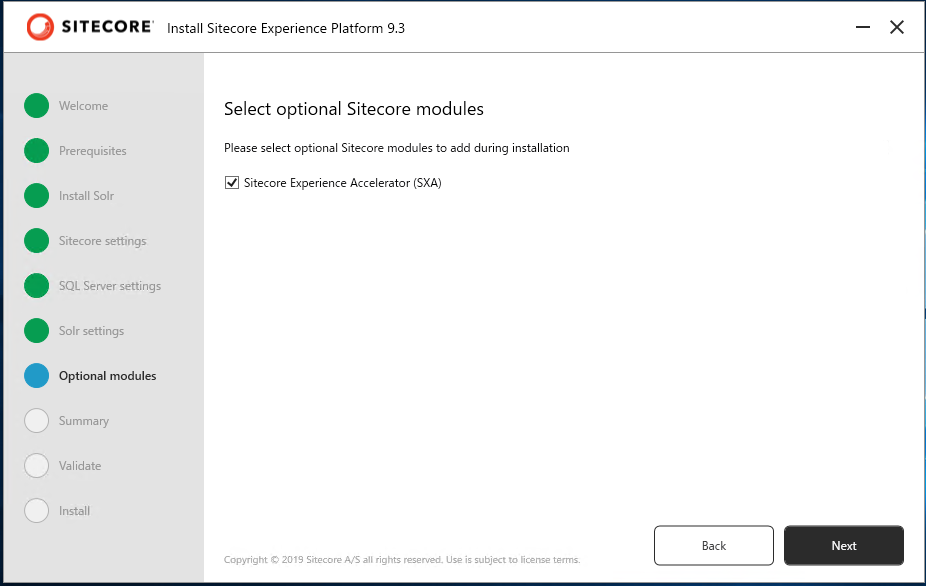 SITECORE Install Sitecore Experience Platform 9.3
Welcome
Prerequisites
Install Solr
Sitecore settings
SQL Server settings
Solr settings
Optional modules
Summary
Validate
Install
Select optional Sitecore modules
Please select optional Sitecore modules to add during installation
Sitecore Experience Accelerator (SXA)
Back
Next
Copyright © 2019 Sitecore A/S all rights reserved. Use is subject to license terms.